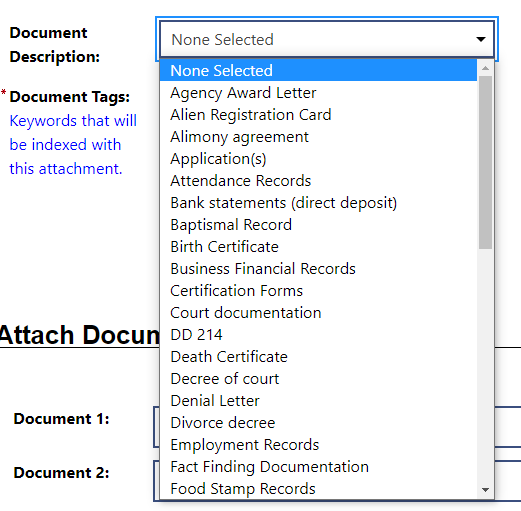 Document
Description:
None Selected
None Selected
Agency Award Letter
Alien Registration Card
Alimony agreement
Application(s)
Attendance Records
Bank statements (direct deposit)
Baptismal Record
Birth Certificate
Business Financial Records
Certification Forms
Court documentation
DD 214
Death Certificate
Decree of court
Denial Letter
Divorce decree
Employment Records
Fact Finding Documentation
Food Stamp Records
* Document Tags:
Keywords that will
be indexed with
this attachment.
Attach Docum
Document 1:
Document 2: